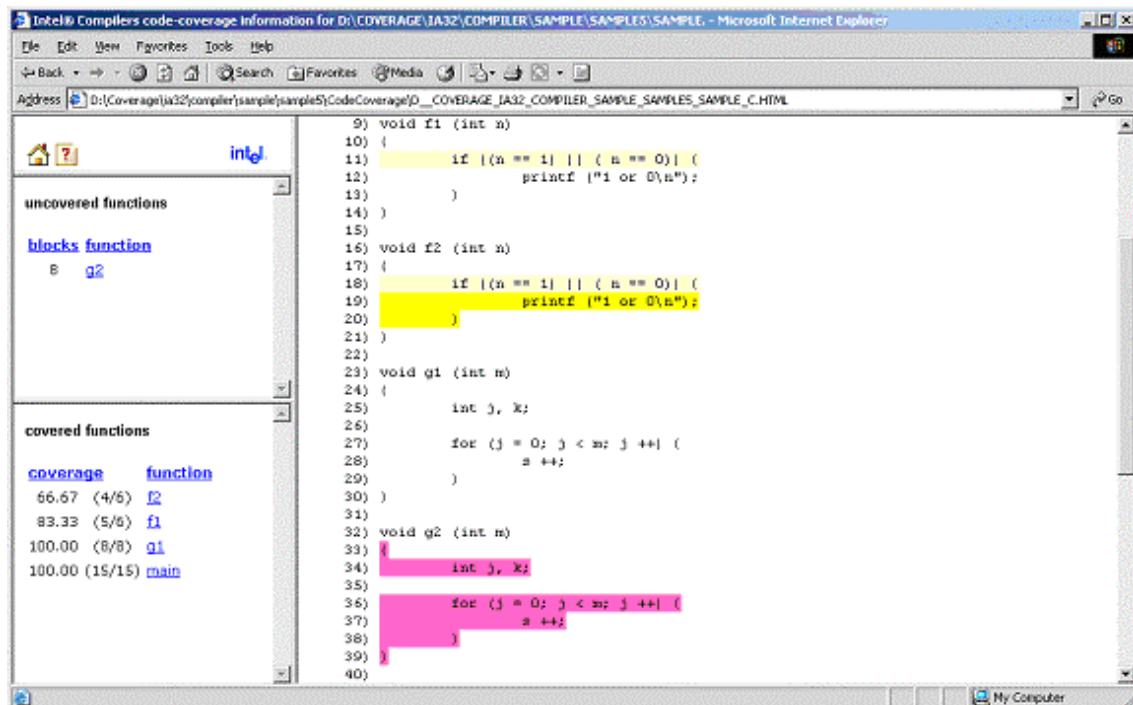 Intel® Compilers code-coverage information for D:\COVERAGE\IA32\COMPILER\SAMPLE\SAMPLE5\SAMPLE. - Microsoft Internet Explorer
File Edit View Favorites Tools Help
Back Search Favorites Media
Address D:\Coverage\ia32\compiler\sample\sample5\CodeCoverage\D__COVERAGE_IA32_COMPILER_SAMPLE_SAMPLE5_SAMPLE_C.HTML Go
intel.
uncovered functions
blocks function
8 g2
covered functions
coverage function
66.67 (4/6) f2
83.33 (5/6) f1
100.00 (8/8) g1
100.00 (15/15) main
9) void f1 (int n)
10) {
11) if ((n == 1) || ( n == 0)) {
12) printf ("1 or 0\n");
13) }
14) }
15)
16) void f2 (int n)
17) {
18) if ((n == 1) || ( n == 0)) {
19) printf ("1 or 0\n");
20) }
21) }
22)
23) void g1 (int m)
24) {
25) int j, k;
26)
27) for (j = 0; j < m; j ++) {
28) s ++;
29) }
30) }
31)
32) void g2 (int m)
33) {
34) int j, k;
35)
36) for (j = 0; j < m; j ++) {
37) s ++;
38) }
39) }
40)
My Computer